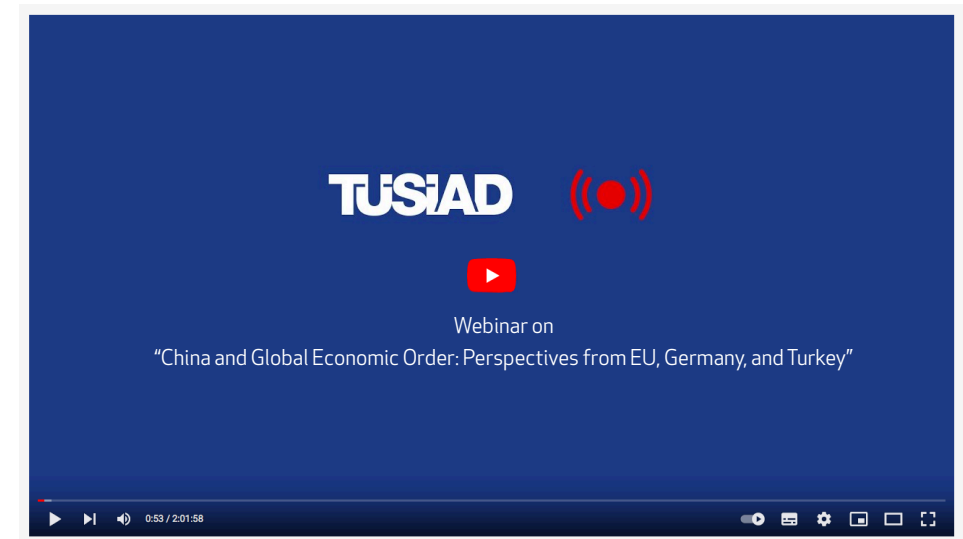 TÜSİAD
Webinar on
“China and Global Economic Order: Perspectives from EU, Germany, and Turkey”
0:53 / 2:01:58